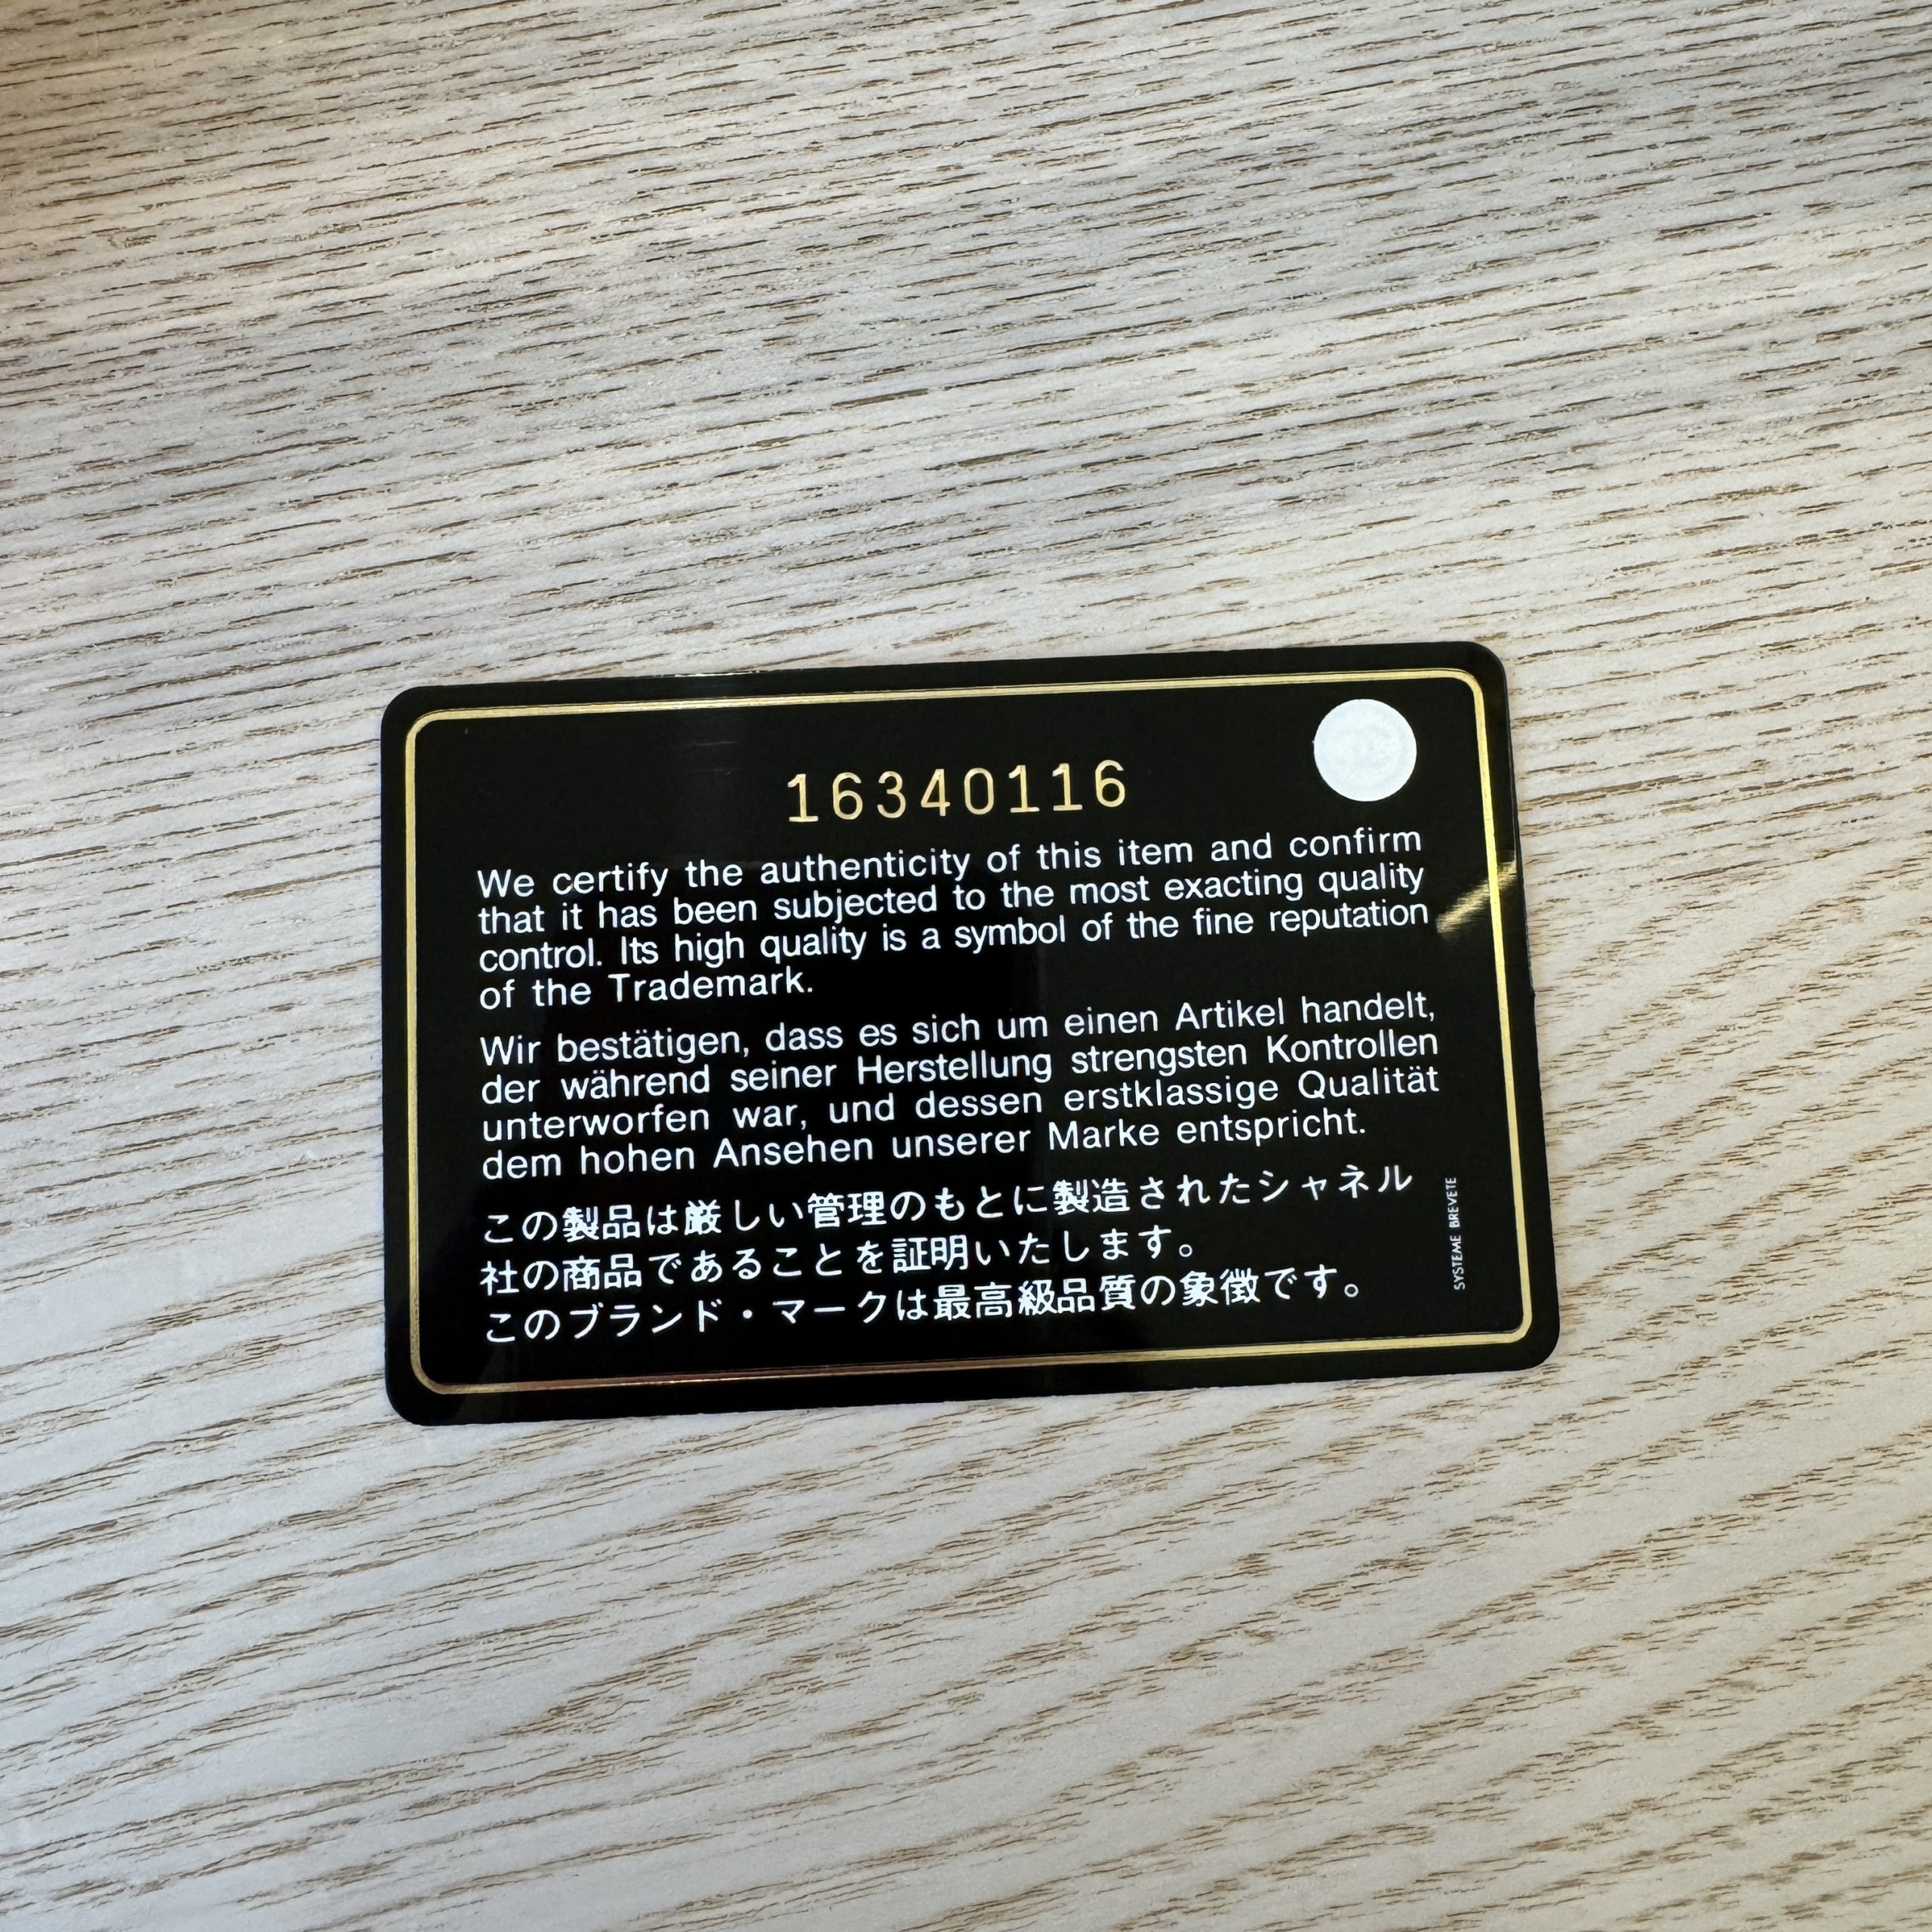 16340116
We certify the authenticity of this item and confirm
that it has been subjected to the most exacting quality
control. Its high quality is a symbol of the fine reputation
of the Trademark.
Wir bestätigen, dass es sich um einen Artikel handelt,
der während seiner Herstellung strengsten Kontrollen
unterworfen war, und dessen erstklassige Qualität
dem hohen Ansehen unserer Marke entspricht.
この製品は厳しい管理のもとに製造されたシャネル
社の商品であることを証明いたします。
このブランド・マークは最高級品質の象徴です。
SYSTEME BREVETE